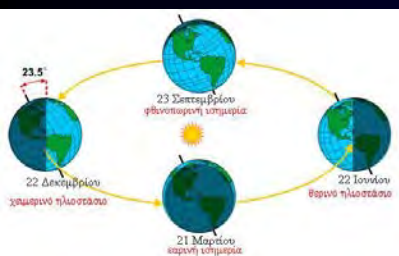 23.5°
23 Σεπτεμβρίου
φθινοπωρινή ισημερία
22 Δεκεμβρίου
χειμερινό ηλιοστάσιο
22 Ιουνίου
θερινό ηλιοστάσιο
21 Μαρτίου
εαρινή ισημερία